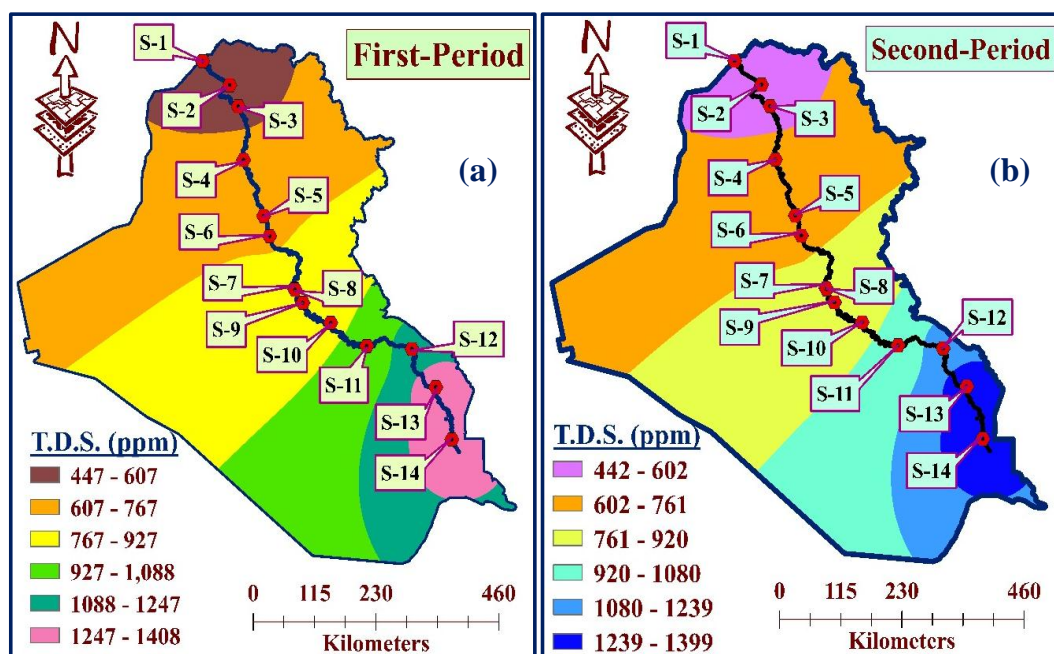 N
First-Period
(a)
S-1
S-2
S-3
S-4
S-5
S-6
S-7
S-8
S-9
S-10
S-11
S-12
S-13
S-14
T.D.S. (ppm)
447 - 607
607 - 767
767 - 927
927 - 1,088
1088 - 1247
1247 - 1408
0 115 230 460
Kilometers
N
Second-Period
(b)
S-1
S-2
S-3
S-4
S-5
S-6
S-7
S-8
S-9
S-10
S-11
S-12
S-13
S-14
T.D.S. (ppm)
442 - 602
602 - 761
761 - 920
920 - 1080
1080 - 1239
1239 - 1399
0 115 230 460
Kilometers